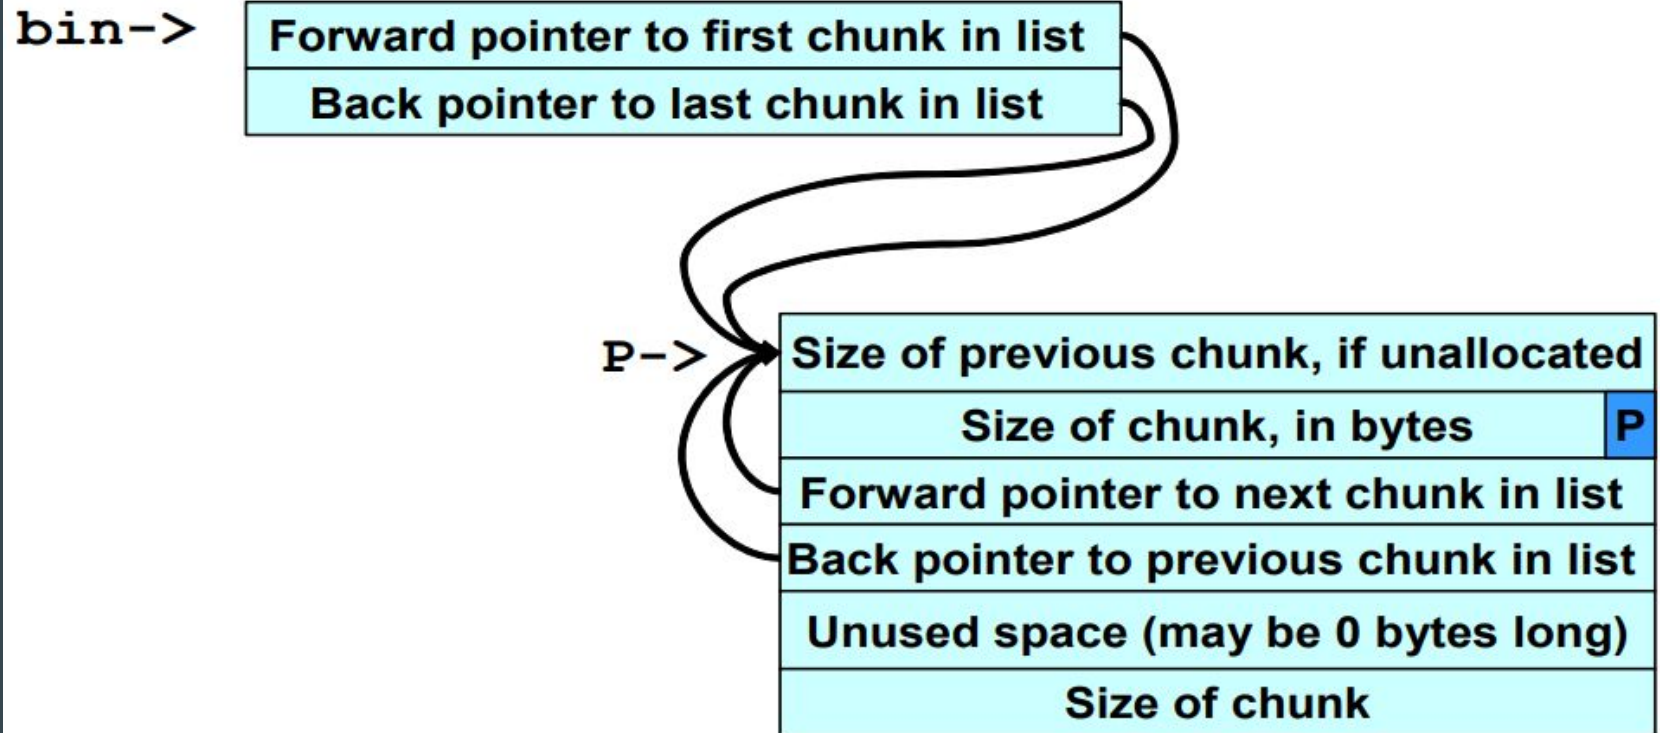 bin->
Forward pointer to first chunk in list
Back pointer to last chunk in list
P->
Size of previous chunk, if unallocated
Size of chunk, in bytes
P
Forward pointer to next chunk in list
Back pointer to previous chunk in list
Unused space (may be 0 bytes long)
Size of chunk